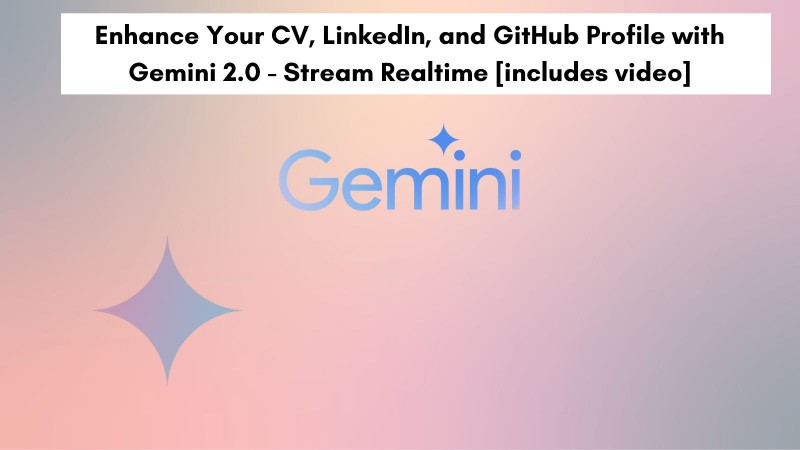 Enhance Your CV, LinkedIn, and GitHub Profile with
Gemini 2.0 - Stream Realtime [includes video]
Gemini